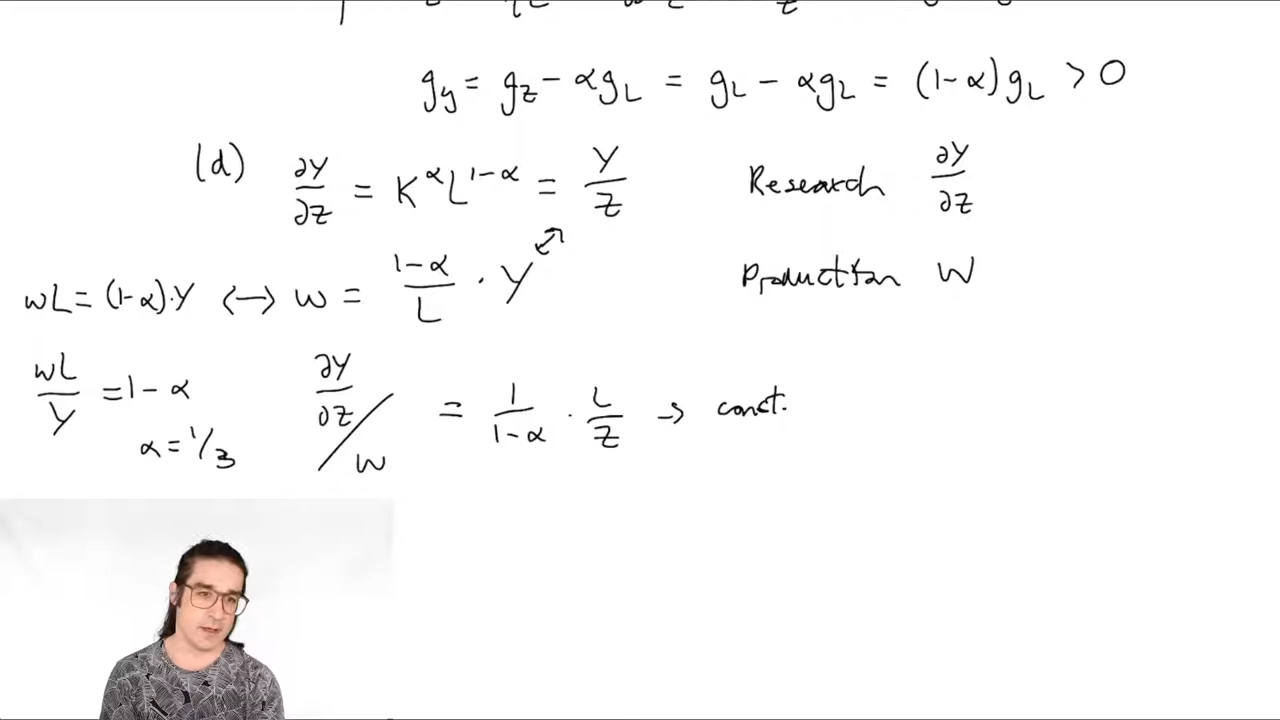 g_y = g_z - αg_L = g_L - αg_L = (1-α)g_L > 0
(d) ∂Y/∂Z = K^α L^{1-α} = Y/Z
Research ∂Y/∂Z
wL = (1-α)·Y ⟷ w = (1-α)/L · Y
Production w
wL/Y = 1-α
α = 1/3
∂Y/∂Z / w = 1/(1-α) · L/Z → const.